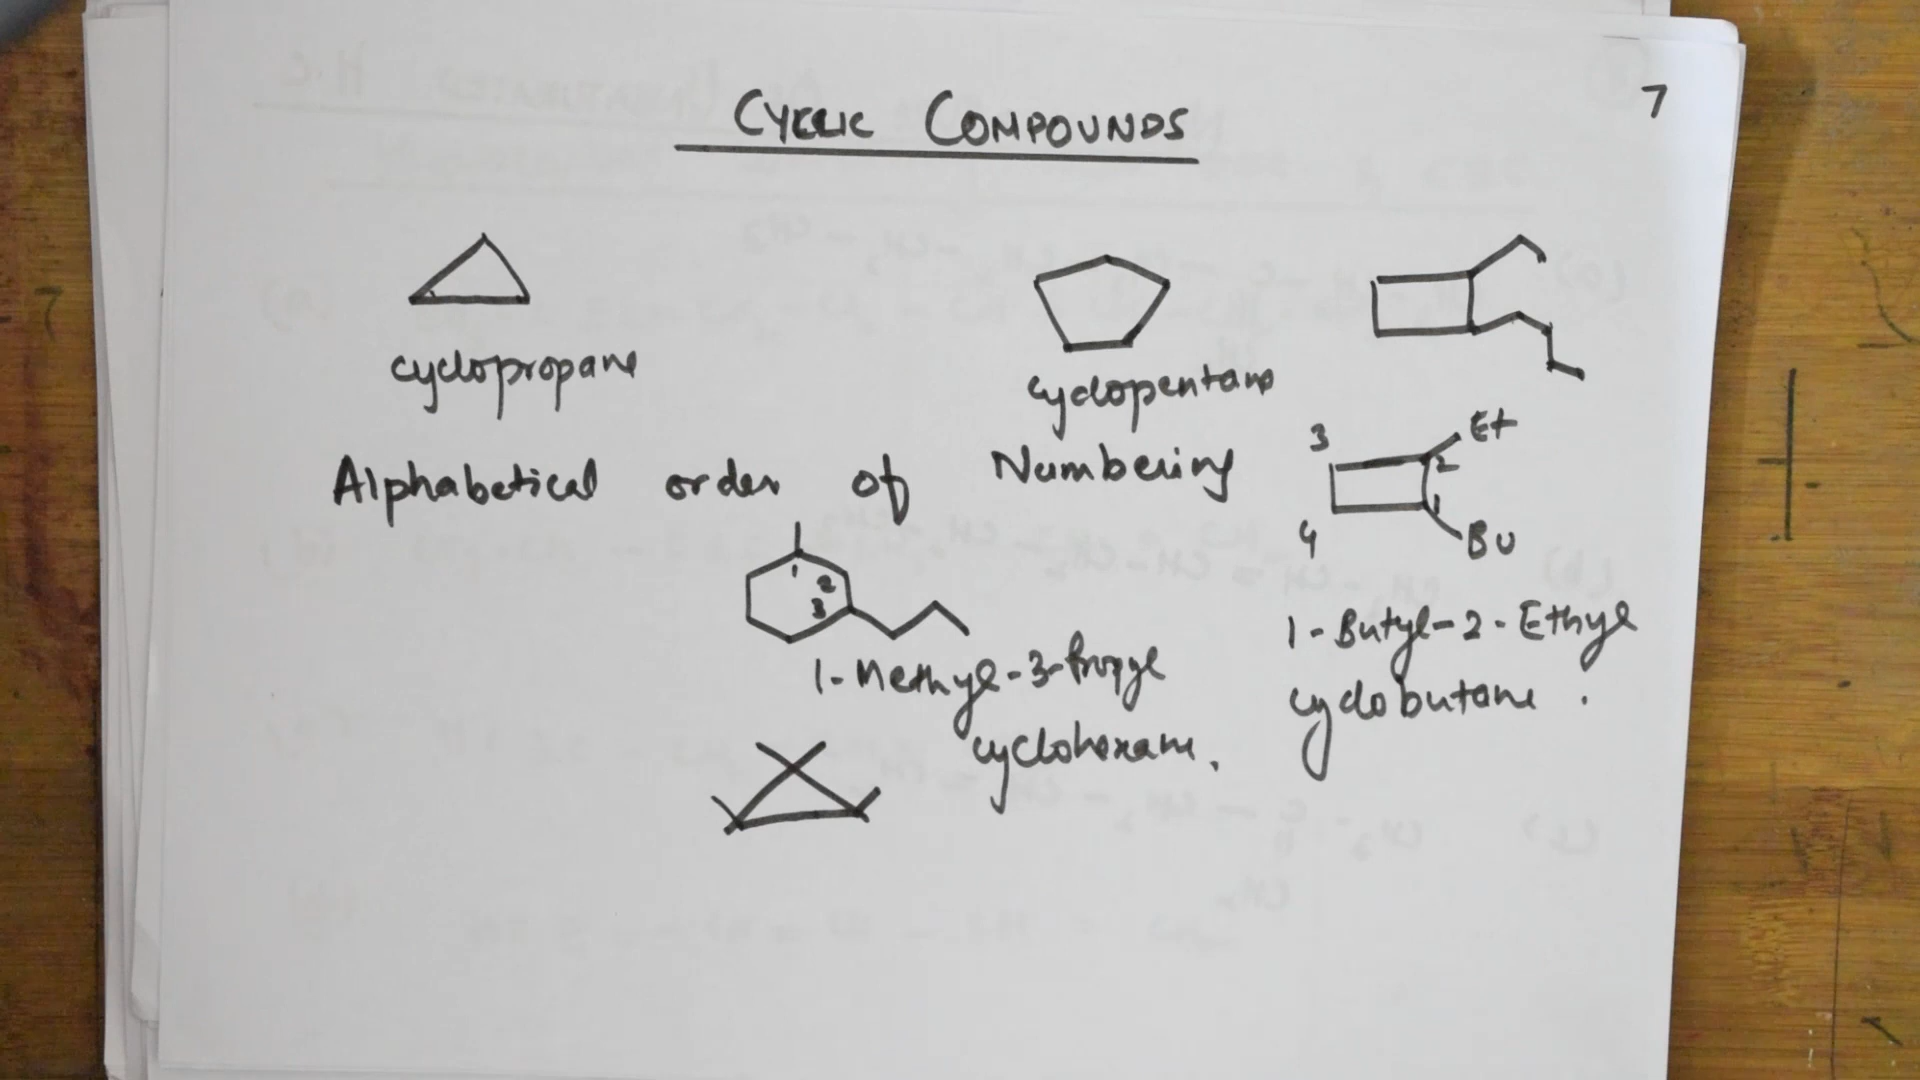 7
CYCLIC COMPOUNDS
cyclopropane
cyclopentane
Alphabetical order of Numbering
3 Et
2
1
4 Bu
1
2
3
1-Methyl-3-Propyl
cyclohexane.
1-Butyl-2-Ethyl
cyclobutane.